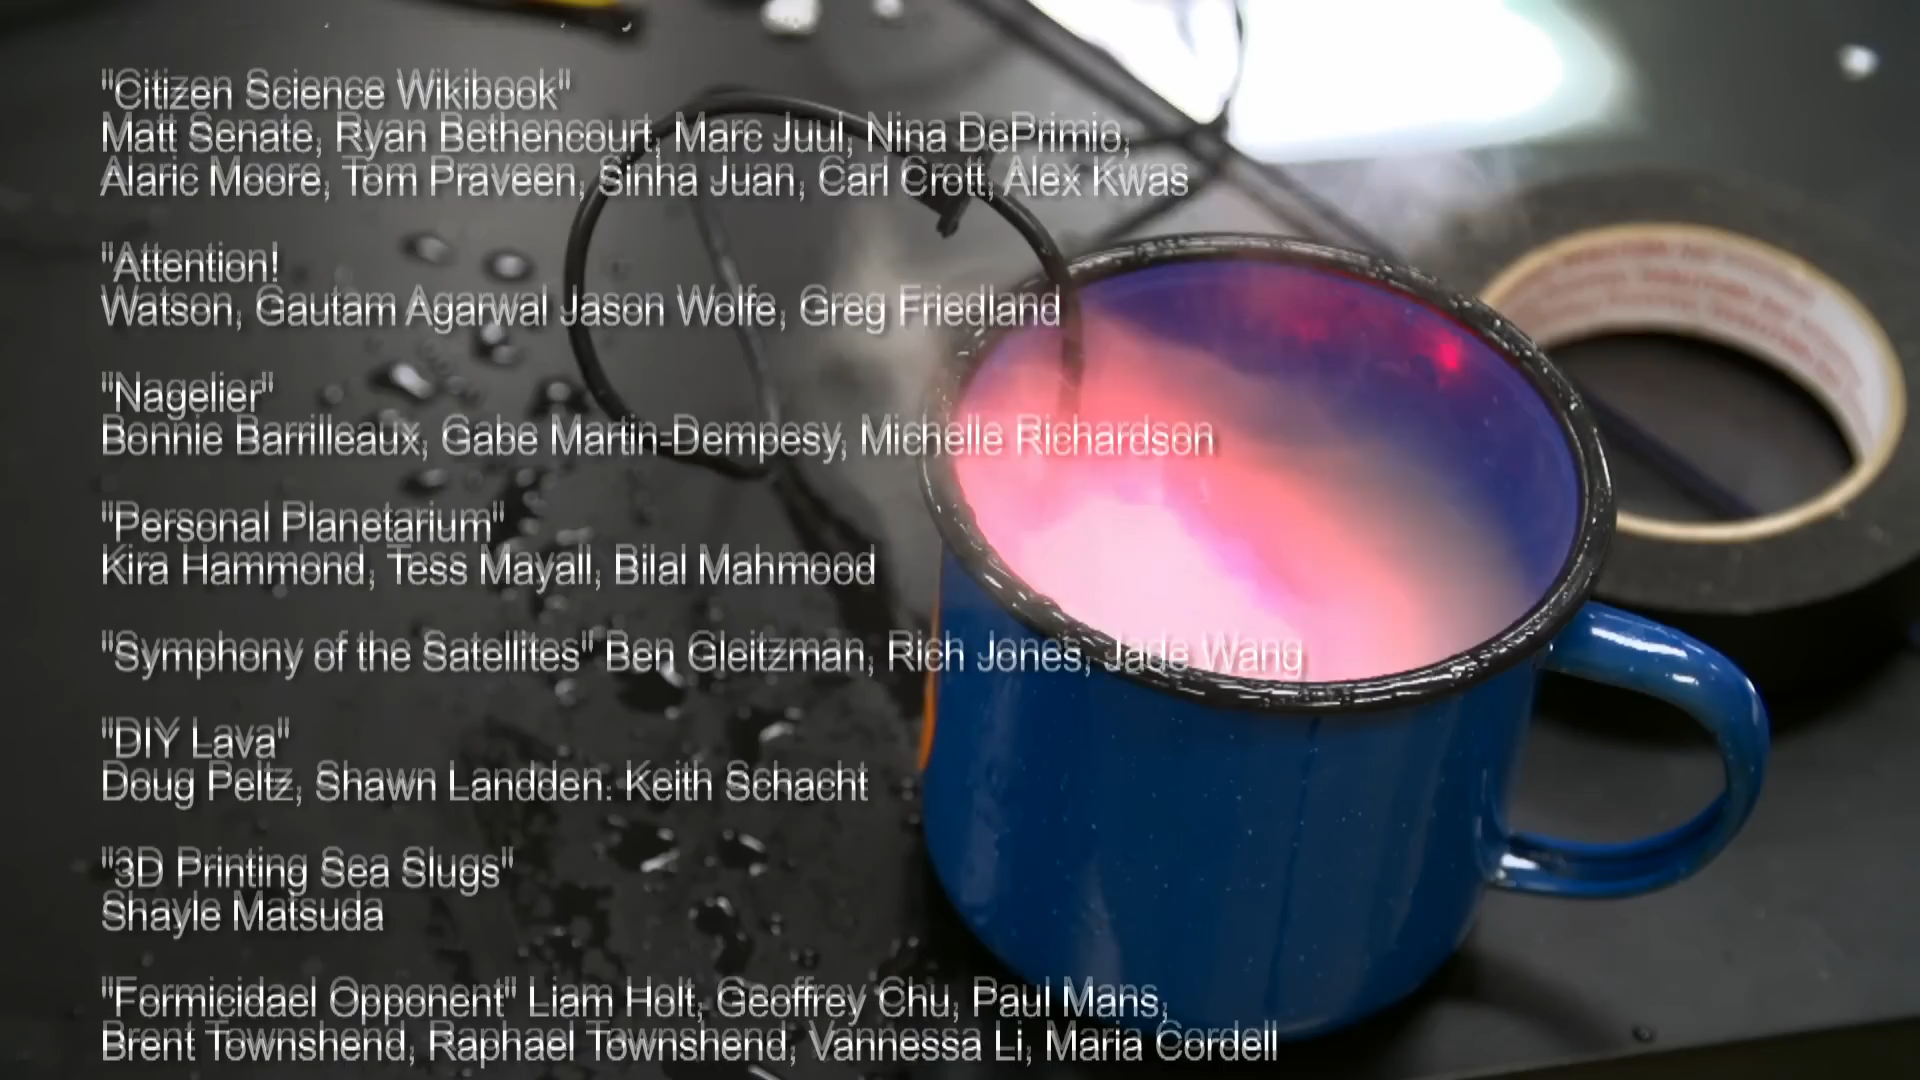 "Citizen Science Wikibook"
Matt Senate, Ryan Bethencourt, Marc Juul, Nina DePrimio,
Alaric Moore, Tom Praveen, Sinha Juan, Carl Crott, Alex Kwas
"Attention!
Watson, Gautam Agarwal Jason Wolfe, Greg Friedland
"Nagelier"
Bonnie Barrilleaux, Gabe Martin-Dempesy, Michelle Richardson
"Personal Planetarium"
Kira Hammond, Tess Mayall, Bilal Mahmood
"Symphony of the Satellites" Ben Gleitzman, Rich Jones, Jade Wang
"DIY Lava"
Doug Peltz, Shawn Landden. Keith Schacht
"3D Printing Sea Slugs"
Shayle Matsuda
"Formicidael Opponent" Liam Holt, Geoffrey Chu, Paul Mans,
Brent Townshend, Raphael Townshend, Vannessa Li, Maria Cordell